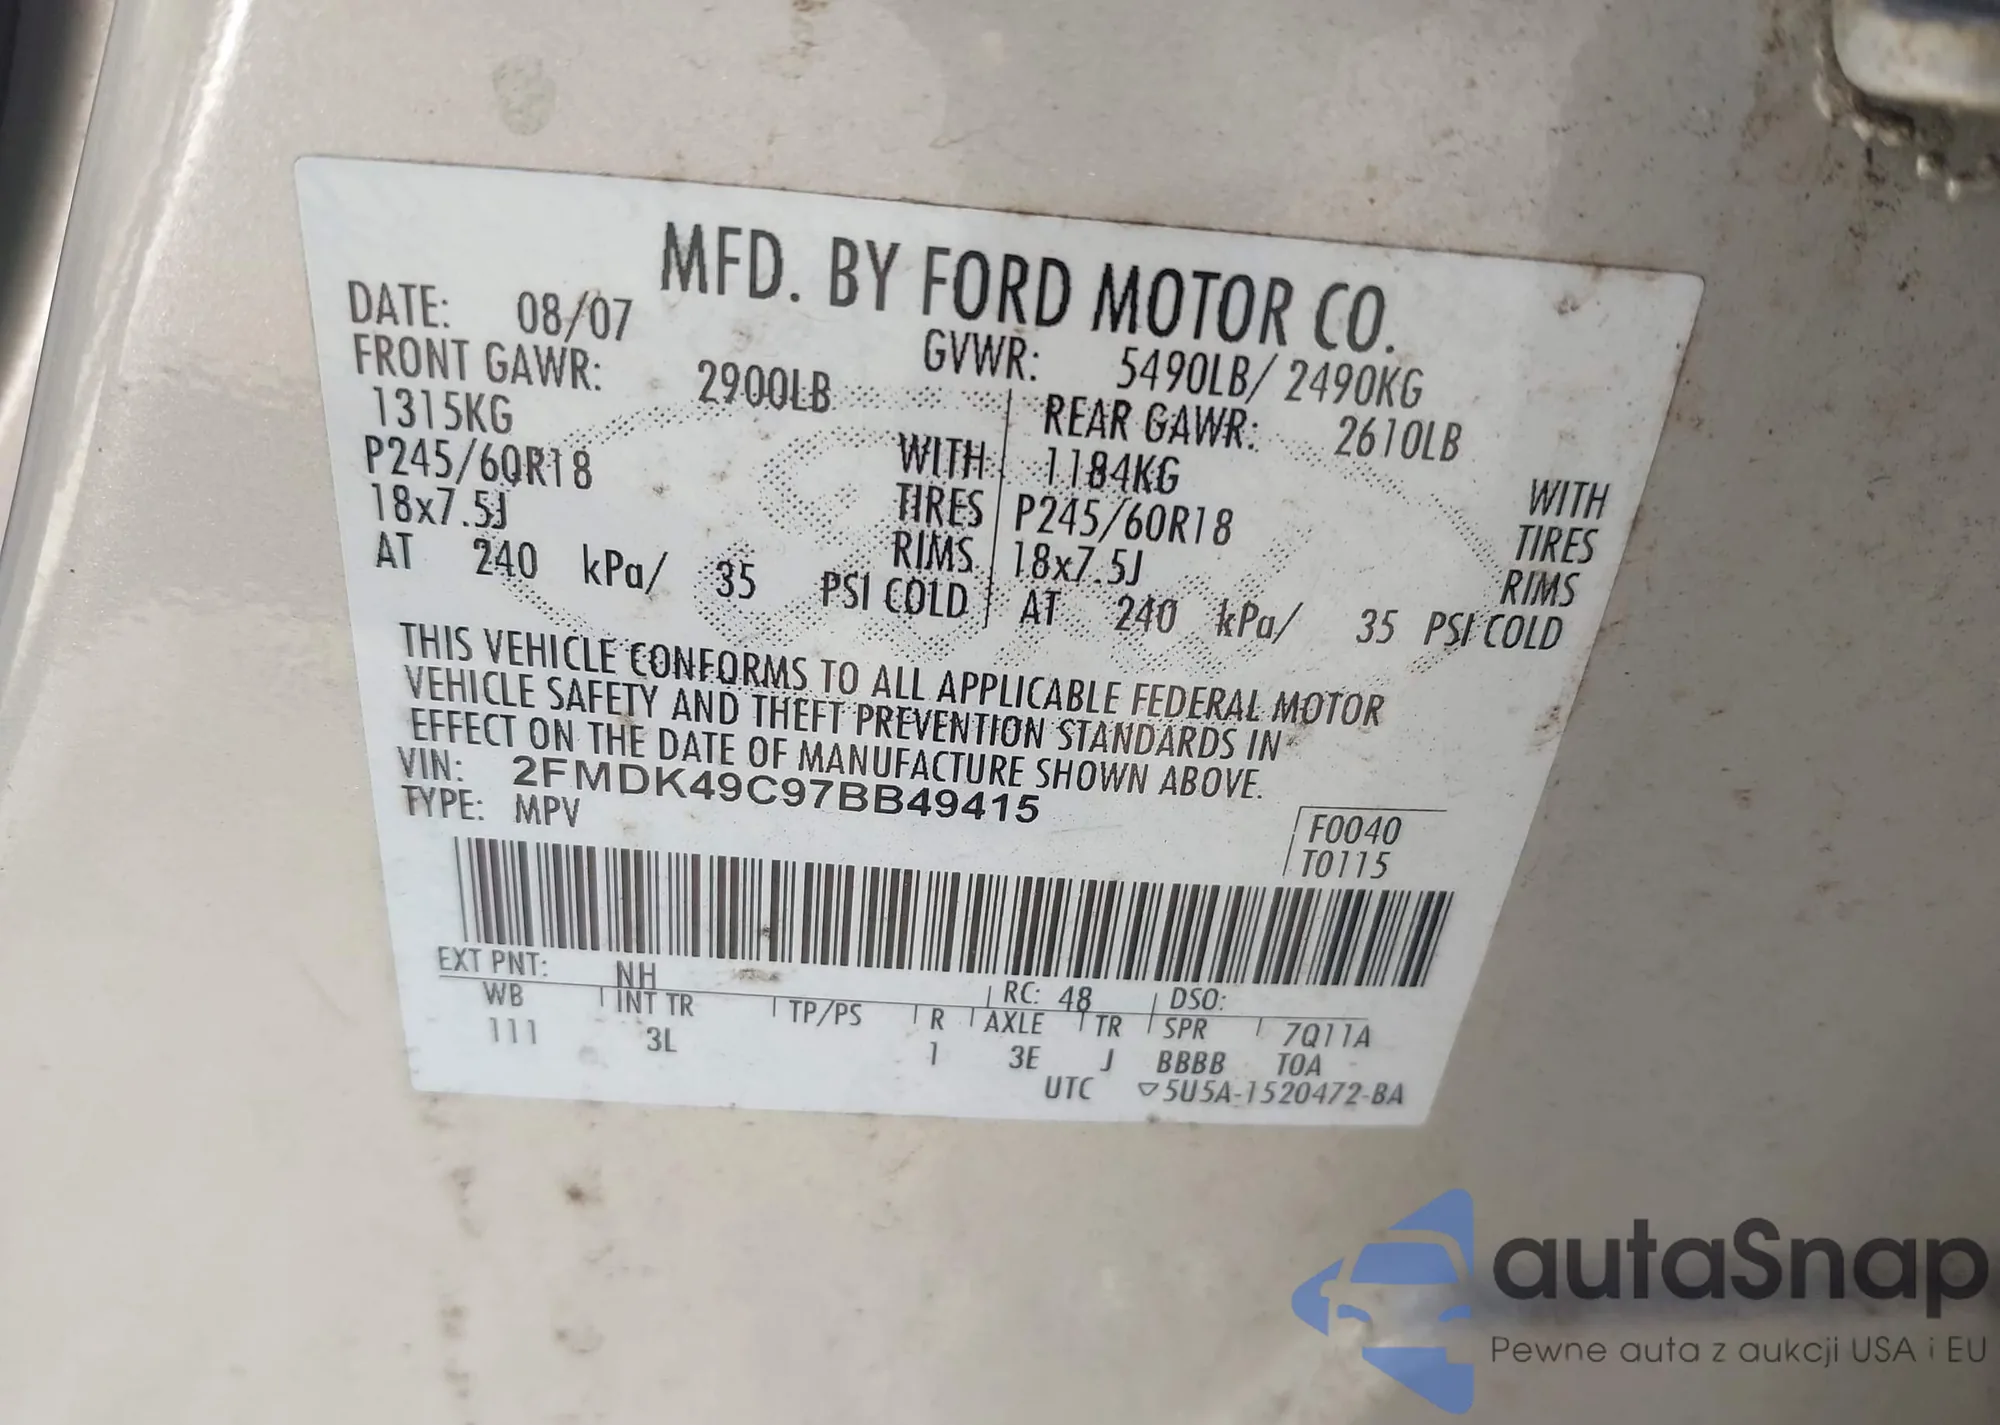 MFD. BY FORD MOTOR CO.
DATE: 08/07 GVWR: 5490LB/ 2490KG
FRONT GAWR: 2900LB REAR GAWR: 2610LB
1315KG WITH 1184KG WITH
P245/60R18 TIRES P245/60R18 TIRES
18x7.5J RIMS 18x7.5J RIMS
AT 240 kPa/ 35 PSI COLD AT 240 kPa/ 35 PSI COLD
THIS VEHICLE CONFORMS TO ALL APPLICABLE FEDERAL MOTOR
VEHICLE SAFETY AND THEFT PREVENTION STANDARDS IN
EFFECT ON THE DATE OF MANUFACTURE SHOWN ABOVE.
VIN: 2FMDK49C97BB49415
TYPE: MPV
F0040
T0115
EXT PNT: NH RC: 48 DSO:
WB INT TR TP/PS R AXLE TR SPR 7Q11A
111 3L 1 3E J BBBB T0A
UTC ▽5U5A-1520472-BA
autaSnap
Pewne auta z aukcji USA i EU